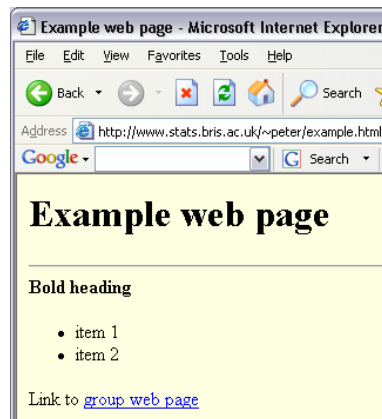 Example web page - Microsoft Internet Explorer
File Edit View Favorites Tools Help
Back Search
Address http://www.stats.bris.ac.uk/~peter/example.html
Google Search
Example web page
Bold heading
item 1
item 2
Link to group web page